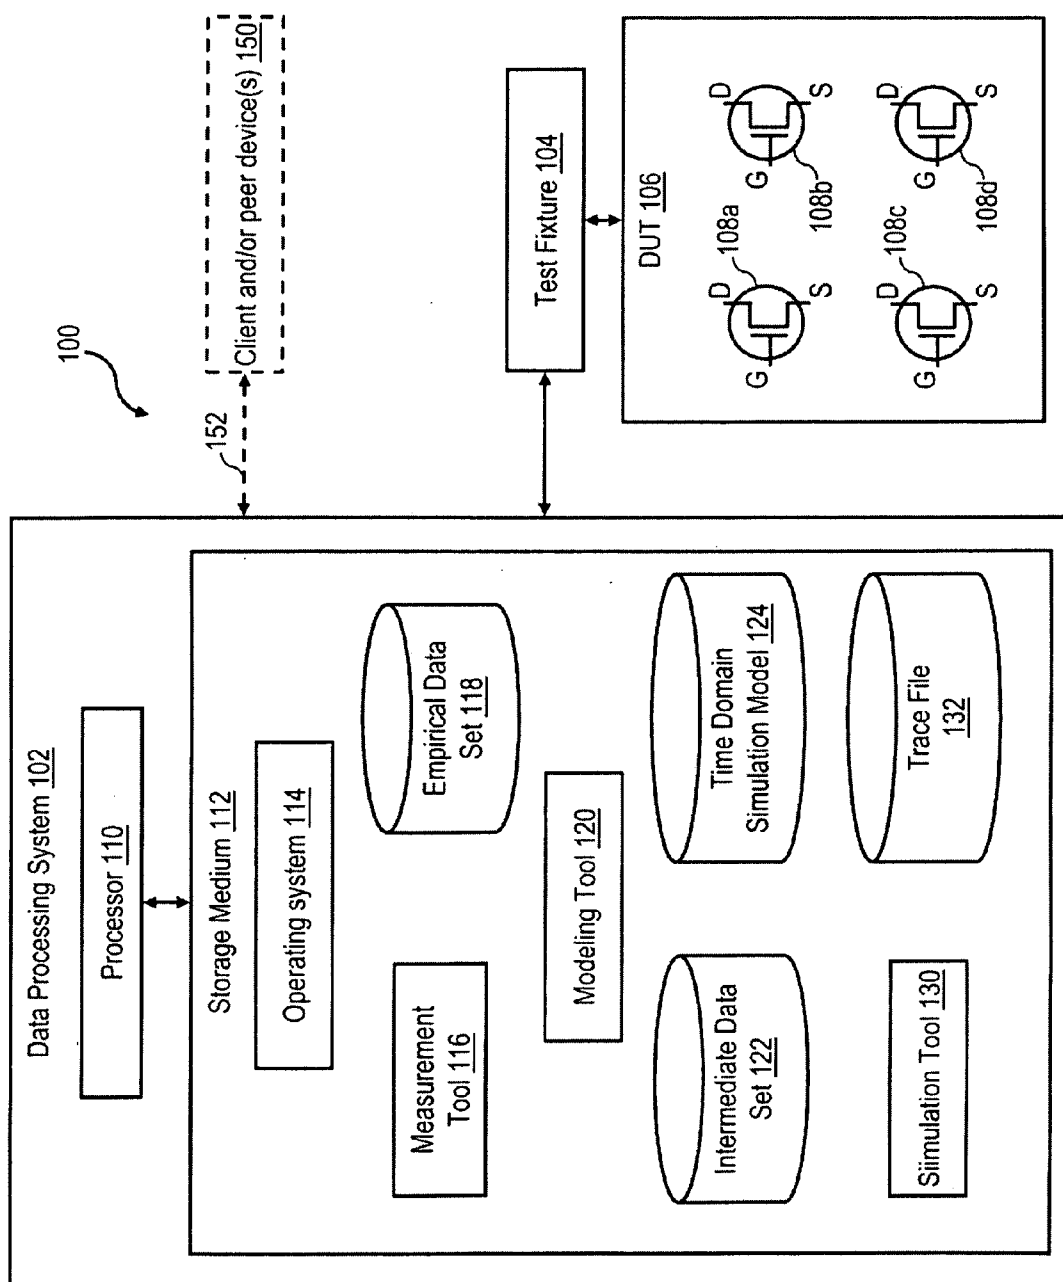 100
Data Processing System 102
Processor 110
Storage Medium 112
Operating system 114
Measurement
Tool 116
Empirical Data
Set 118
Modeling Tool 120
Intermediate Data
Set 122
Time Domain
Simulation Model 124
Siimulation Tool 130
Trace File
132
152
Client and/or peer device(s) 150
Test Fixture 104
DUT 106
108a
D
G
S
D
G
S
108b
108c
D
G
S
D
G
S
108d